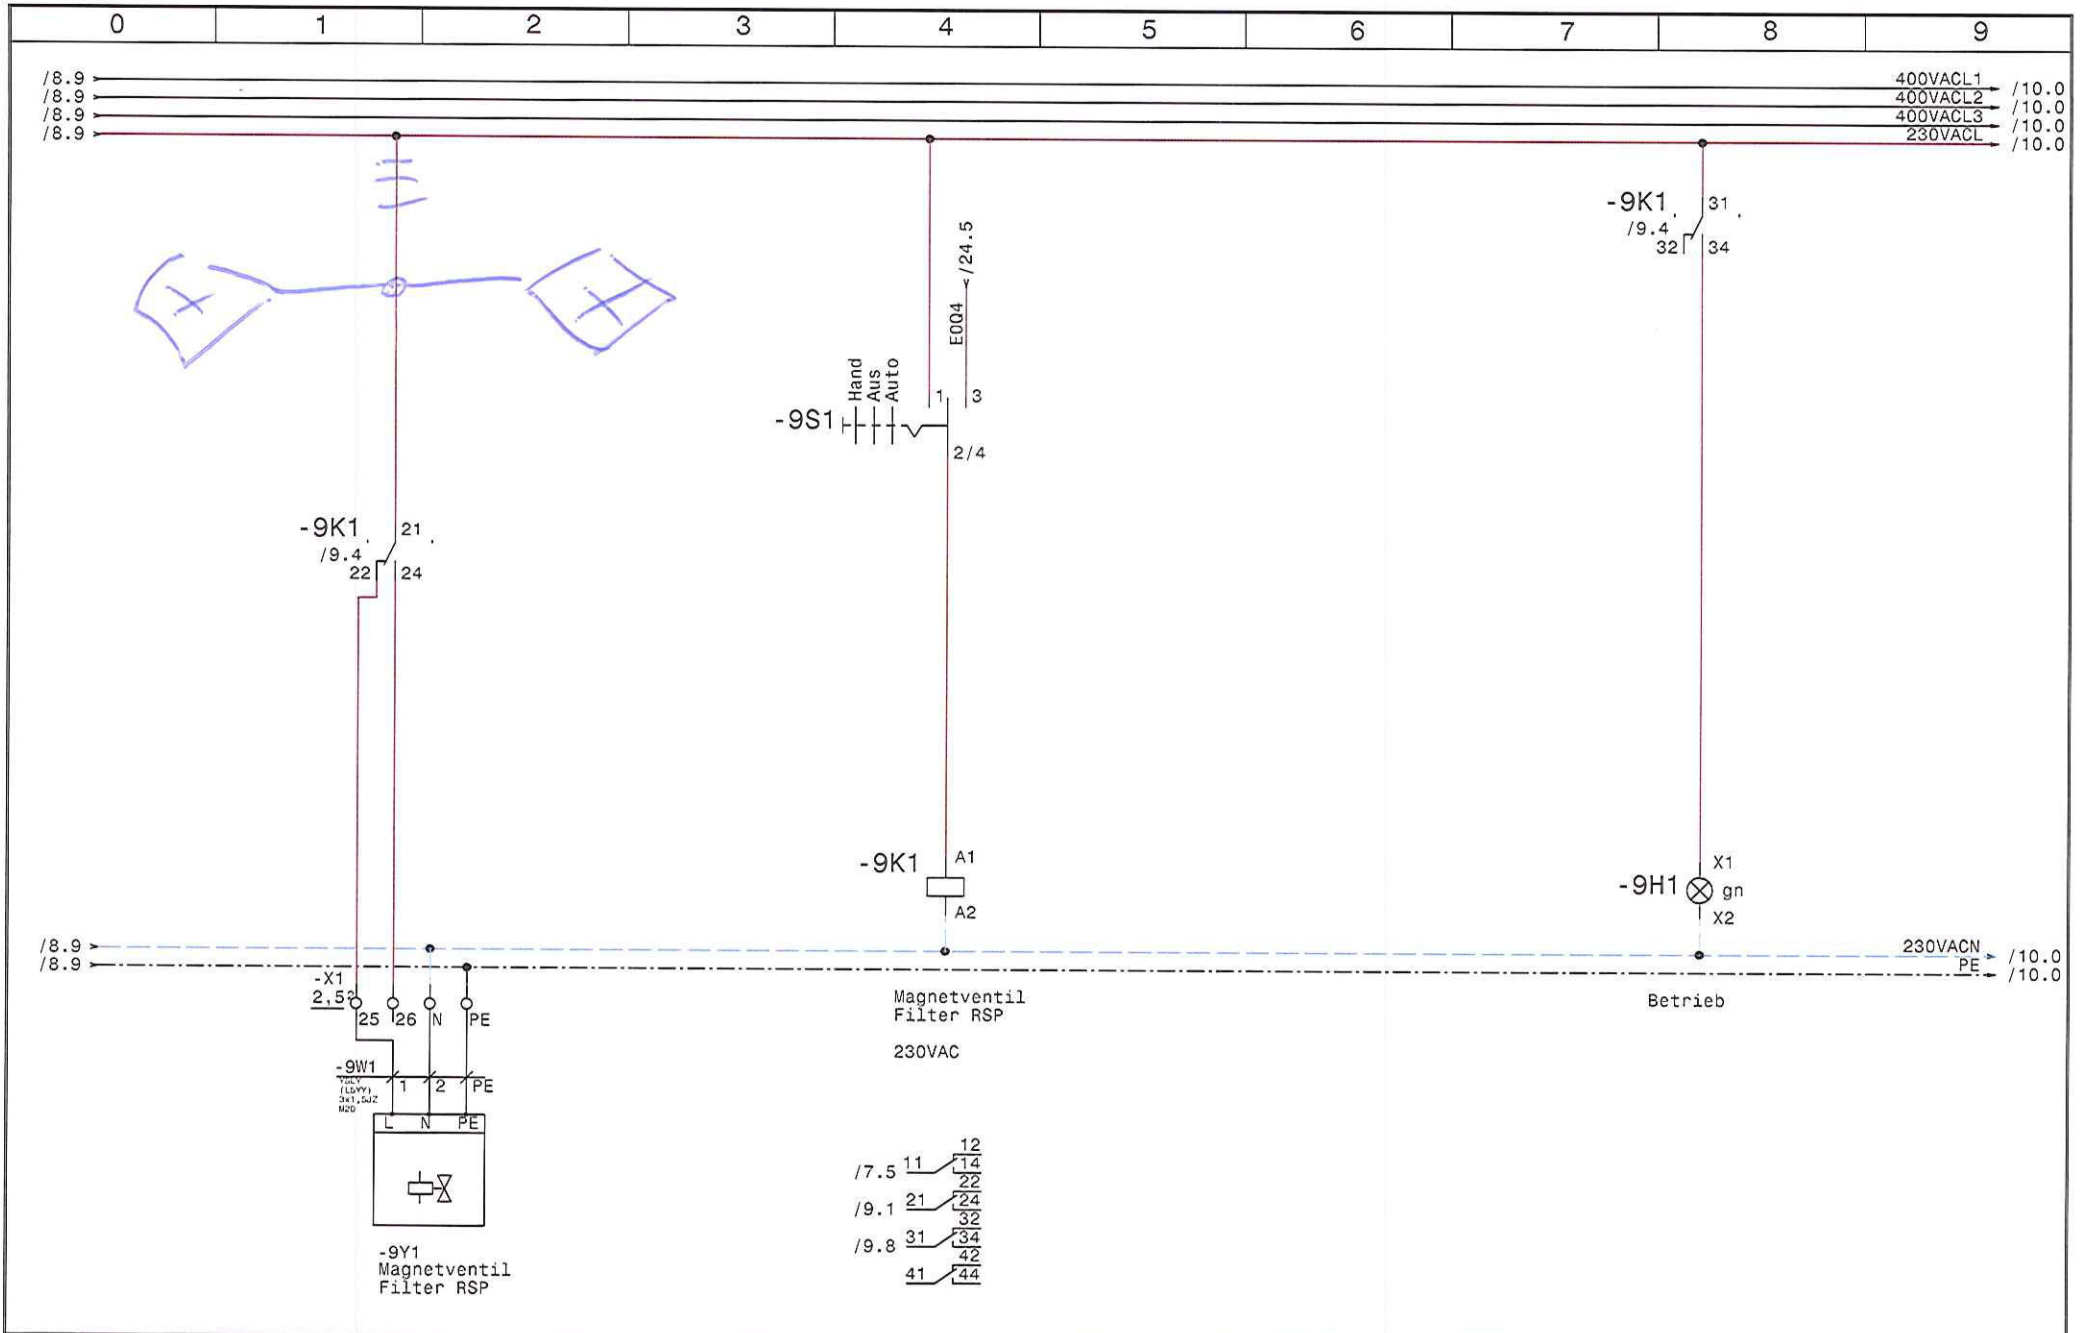 0 1 2 3 4 5 6 7 8 9
/8.9 400VACL1 /10.0
/8.9 400VACL2 /10.0
/8.9 400VACL3 /10.0
/8.9 230VACL /10.0
-9K1 31
/9.4
32 34
/24.5
E0Q4
Hand
Aus
Auto
1 3
-9S1
2/4
-9K1 21
/9.4
22 24
-9K1 A1
A2
X1
-9H1 gn
X2
/8.9 230VACN /10.0
/8.9 PE /10.0
-X1
2,5²
25 26 N PE
Magnetventil
Filter RSP
230VAC
Betrieb
-9W1
1 2 PE
3x1,5JZ
M20
L N PE
-9Y1
Magnetventil
Filter RSP
12
/7.5 11 14
22
/9.1 21 24
32
/9.8 31 34
42
41 44